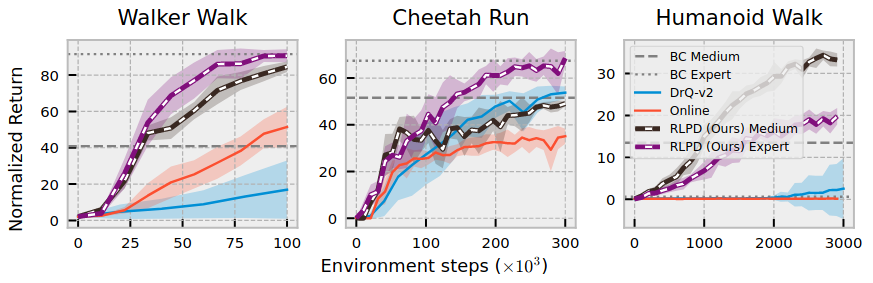 Walker Walk
Cheetah Run
Humanoid Walk
Normalized Return
80
60
40
20
0
0
25
50
75
100
60
40
20
0
0
100
200
300
30
20
10
0
0
1000
2000
3000
BC Medium
BC Expert
DrQ-v2
Online
RLPD (Ours) Medium
RLPD (Ours) Expert
Environment steps (×10³)